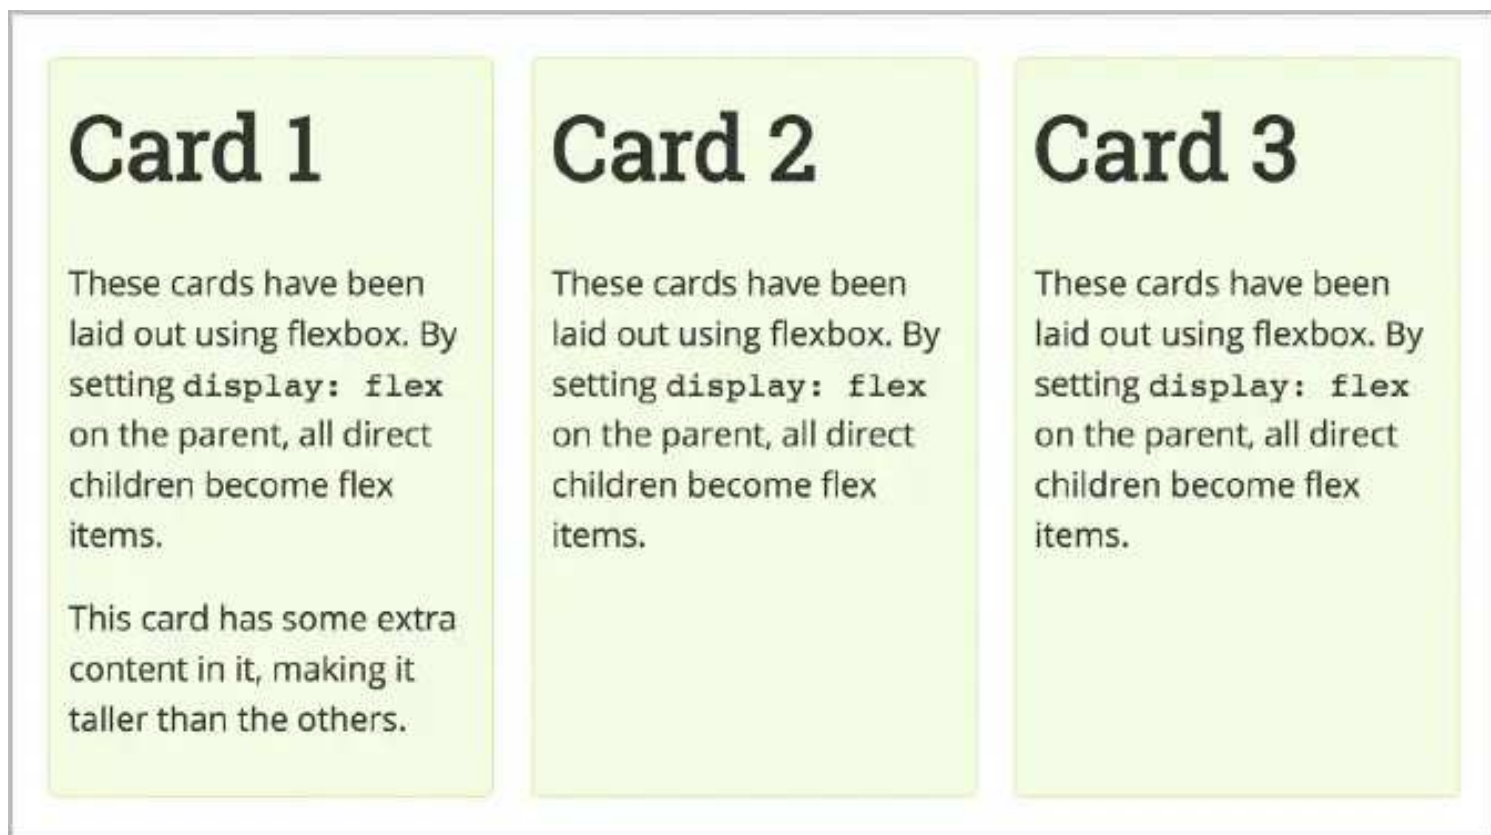 Card 1
These cards have been
laid out using flexbox. By
setting display: flex
on the parent, all direct
children become flex
items.
This card has some extra
content in it, making it
taller than the others.
Card 2
These cards have been
laid out using flexbox. By
setting display: flex
on the parent, all direct
children become flex
items.
Card 3
These cards have been
laid out using flexbox. By
setting display: flex
on the parent, all direct
children become flex
items.